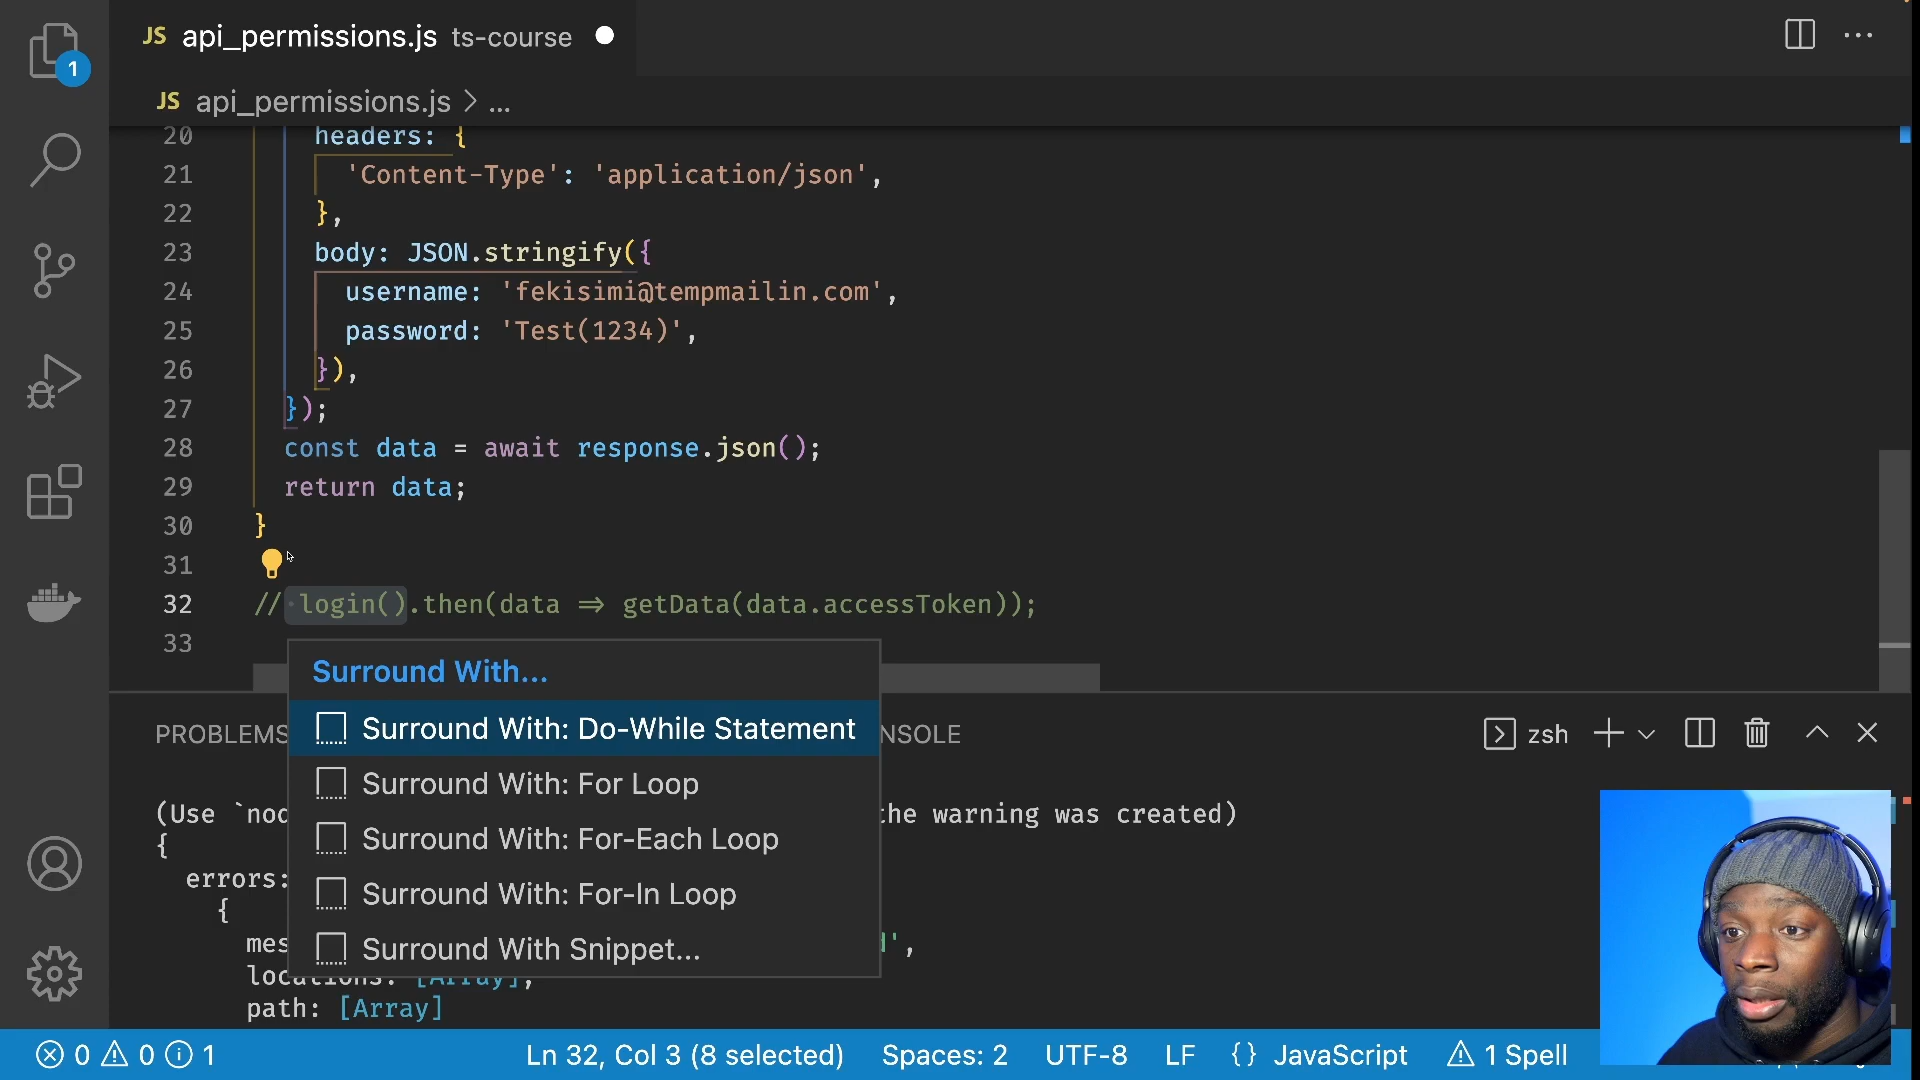 JS api_permissions.js ts-course
1
JS api_permissions.js > ...
20 headers: {
21 'Content-Type': 'application/json',
22 },
23 body: JSON.stringify({
24 username: 'fekisimi@tempmailin.com',
25 password: 'Test(1234)',
26 }),
27 });
28 const data = await response.json();
29 return data;
30 }
31
32 // login().then(data => getData(data.accessToken));
33
Surround With...
Surround With: Do-While Statement
Surround With: For Loop
Surround With: For-Each Loop
Surround With: For-In Loop
Surround With Snippet...
PROBLEMS NSOLE zsh
(Use `nod the warning was created)
{
errors:
{
mes ',
locations: [Array],
path: [Array]
0 0 1 Ln 32, Col 3 (8 selected) Spaces: 2 UTF-8 LF {} JavaScript 1 Spell